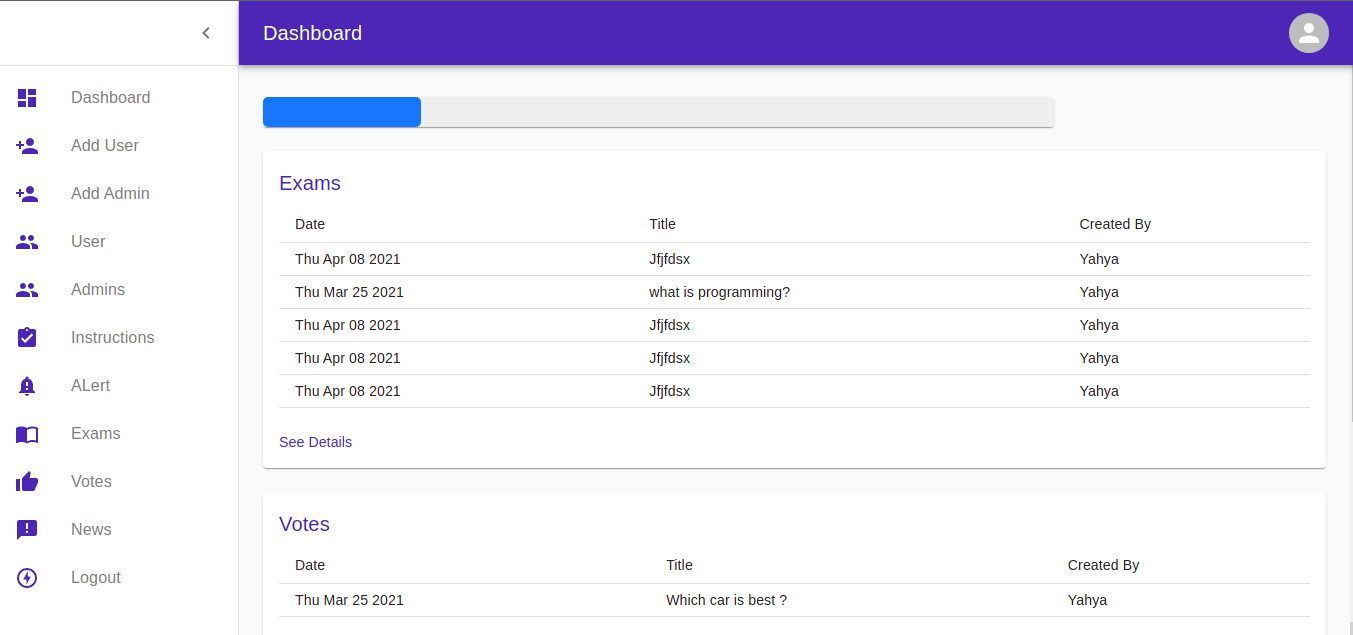 Dashboard
Dashboard
Add User
Add Admin
User
Admins
Instructions
ALert
Exams
Votes
News
Logout
Exams
Date Title Created By
Thu Apr 08 2021 Jfjfdsx Yahya
Thu Mar 25 2021 what is programming? Yahya
Thu Apr 08 2021 Jfjfdsx Yahya
Thu Apr 08 2021 Jfjfdsx Yahya
Thu Apr 08 2021 Jfjfdsx Yahya
See Details
Votes
Date Title Created By
Thu Mar 25 2021 Which car is best ? Yahya